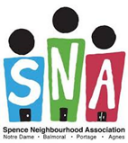 SNA
Spence Neighbourhood Association
Notre Dame - Balmoral - Portage - Agnes